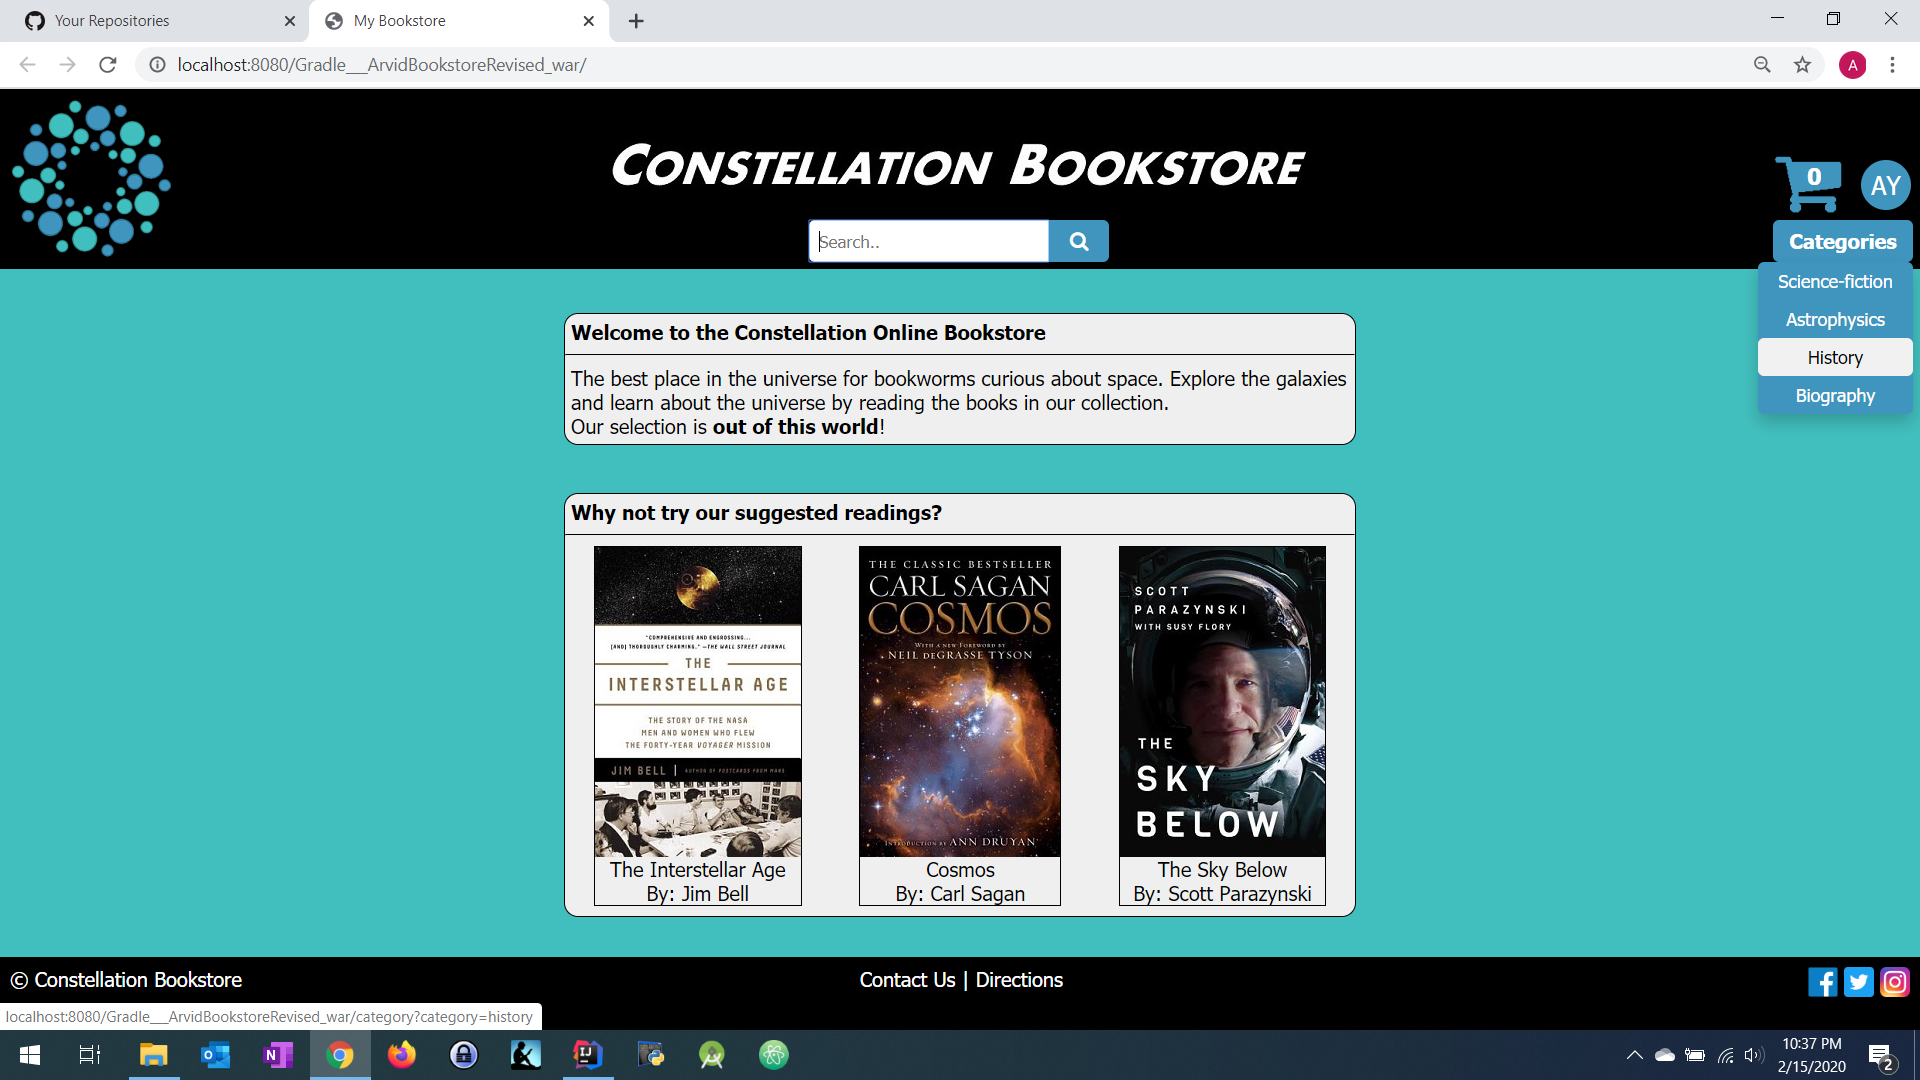 Your Repositories
My Bookstore
localhost:8080/Gradle___ArvidBookstoreRevised_war/
A
CONSTELLATION BOOKSTORE
0
AY
Search..
Categories
Science-fiction
Astrophysics
History
Biography
Welcome to the Constellation Online Bookstore
The best place in the universe for bookworms curious about space. Explore the galaxies
and learn about the universe by reading the books in our collection.
Our selection is out of this world!
Why not try our suggested readings?
"COMPREHENSIVE AND ENGROSSING...
[AND] THOROUGHLY CHARMING." —THE WALL STREET JOURNAL
THE
INTERSTELLAR AGE
THE STORY OF THE NASA
MEN AND WOMEN WHO FLEW
THE FORTY-YEAR VOYAGER MISSION
JIM BELL | AUTHOR OF POSTCARDS FROM MARS
The Interstellar Age
By: Jim Bell
THE CLASSIC BESTSELLER
CARL SAGAN
COSMOS
WITH A NEW FOREWORD BY
NEIL DEGRASSE TYSON
INTRODUCTION BY ANN DRUYAN
Cosmos
By: Carl Sagan
SCOTT
PARAZYNSKI
WITH SUSY FLORY
THE
SKY
BELOW
The Sky Below
By: Scott Parazynski
© Constellation Bookstore
Contact Us | Directions
localhost:8080/Gradle___ArvidBookstoreRevised_war/category?category=history
10:37 PM
2/15/2020
2